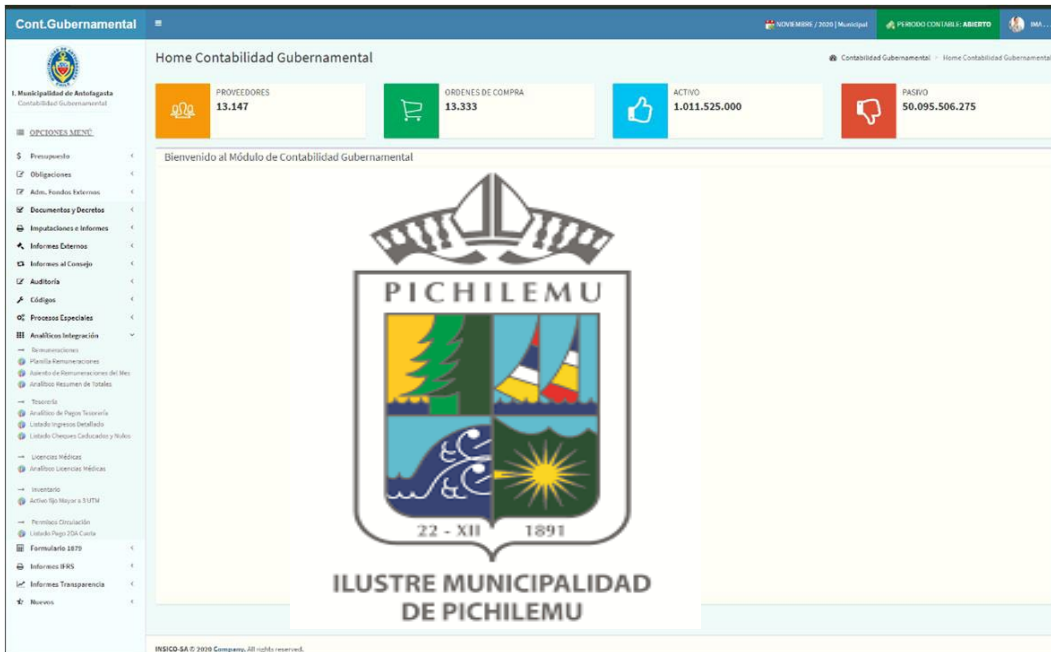 Cont.Gubernamental
NOVIEMBRE / 2020 | Municipal
PERIODO CONTABLE: ABIERTO
IMA . . .
I. Municipalidad de Antofagasta
Contabilidad Gubernamental
OPCIONES MENÚ
Presupuesto
Obligaciones
Adm. Fondos Externos
Documentos y Decretos
Imputaciones e Informes
Informes Externos
Informes al Consejo
Auditoría
Códigos
Procesos Especiales
Analíticos Integración
Remuneraciones
Planilla Remuneraciones
Asiento de Remuneraciones del Mes
Analítico Resumen de Totales
Tesorería
Analítico de Pagos Tesorería
Listado Ingresos Detallado
Listado Cheques Caducados y Nulos
Licencias Médicas
Analítico Licencias Médicas
Inventario
Activo fijo Mayor a 3 UTM
Permisos Circulación
Listado Pago 2DA Cuota
Formulario 1879
Informes IFRS
Informes Transparencia
Nuevos
Home Contabilidad Gubernamental
Contabilidad Gubernamental > Home Contabilidad Gubernamental
PROVEEDORES
13.147
ORDENES DE COMPRA
13.333
ACTIVO
1.011.525.000
PASIVO
50.095.506.275
Bienvenido al Módulo de Contabilidad Gubernamental
PICHILEMU
22 - XII 1891
ILUSTRE MUNICIPALIDAD
DE PICHILEMU
INSICO-SA © 2020 Company. All rights reserved.